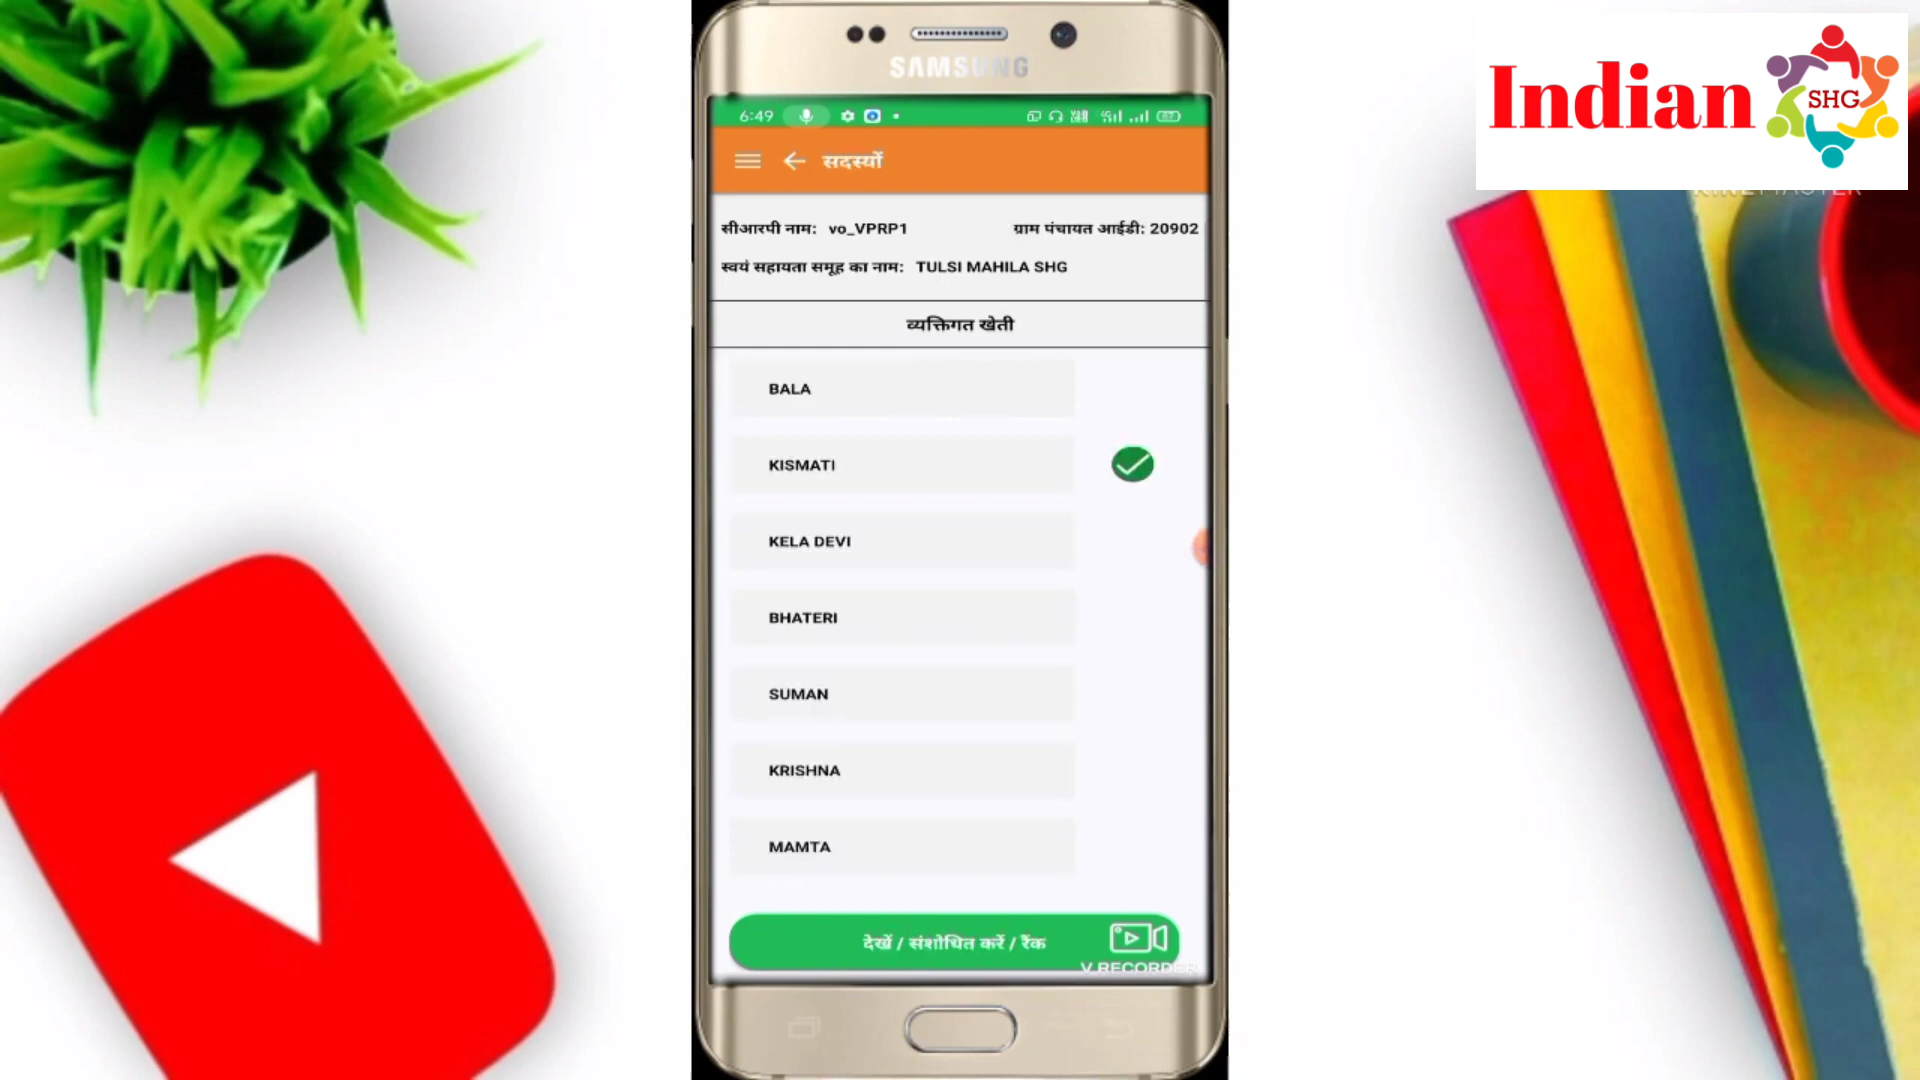 SAMSUNG
Indian
SHG
6:49
सदस्यों
सीआरपी नाम: vo_VPRP1 ग्राम पंचायत आईडी: 20902
स्वयं सहायता समूह का नाम: TULSI MAHILA SHG
व्यक्तिगत खेती
BALA
KISMATI
KELA DEVI
BHATERI
SUMAN
KRISHNA
MAMTA
देखें / संशोधित करें / रैंक
V RECORDER